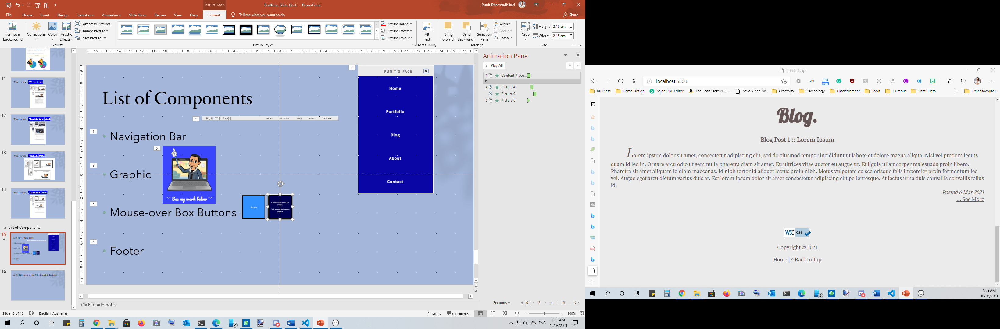 Picture Tools
Portfolio_Slide_Deck - PowerPoint
Punit Dharmadhikari
File Home Insert Design Transitions Animations Slide Show Review View Help Format Tell me what you want to do
Share
Remove Background
Corrections
Color
Artistic Effects
Compress Pictures
Change Picture
Reset Picture
Adjust
Picture Styles
Picture Border
Picture Effects
Picture Layout
Alt Text
Accessibility
Bring Forward
Send Backward
Selection Pane
Align
Group
Rotate
Arrange
Crop
Height: 2.16 cm
Width: 2.15 cm
Size
11
WireFrames - /Blog.html
12
WireFrames - /Portfolio.html
13
WireFrames - /About.html
14
WireFrames - /Contact.html
List of Components
15
List of Components
16
A Walkthrough of the Website and its Features
List of Components
4
PUNIT'S PAGE Home Portfolio Blog About Contact
1
Navigation Bar
2
Graphic
5
See my work below
3
Mouse-over Box Buttons
Scripts
A collection of scripts I've written.
Click here to check out my projects.
4
Footer
4
PUNIT'S PAGE
Home
Portfolio
Blog
About
Contact
Animation Pane
Play All
1 Content Place...
4 Picture 4
Picture 9
5 Picture 6
Seconds 0 2 4 6
Click to add notes
Slide 15 of 16 English (Australia)
Notes Comments 100%
ENG
1:55 AM
10/03/2021
Punit's Page
localhost:5500
New
Business Game Design Sejda PDF Editor The Lean Startup: H... Save Video Me Creativity Psychology Entertainment Tools Humour Useful Info Other favorites
Blog.
Blog Post 1 :: Lorem Ipsum
Lorem ipsum dolor sit amet, consectetur adipiscing elit, sed do eiusmod tempor incididunt ut labore et dolore magna aliqua. Nisl vel pretium lectus
quam id leo in. Ornare arcu odio ut sem nulla pharetra diam sit amet. Eu ultrices vitae auctor eu augue ut. Et ligula ullamcorper malesuada proin libero.
Pharetra sit amet aliquam id diam maecenas. Id nibh tortor id aliquet lectus proin nibh. Metus vulputate eu scelerisque felis imperdiet proin fermentum leo
vel. Augue eget arcu dictum varius duis at. Est lorem ipsum dolor sit amet consectetur adipiscing elit pellentesque. At lectus urna duis convallis convallis tellus
id.
Posted 6 Mar 2021
... See More
W3C css
Copyright © 2021
Home | ^ Back to Top
1:55 AM
10/03/2021